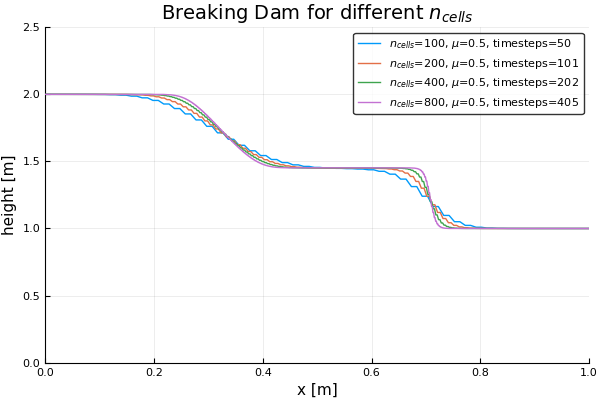 Breaking Dam for different n_cells
n_cells=100, μ=0.5, timesteps=50
n_cells=200, μ=0.5, timesteps=101
n_cells=400, μ=0.5, timesteps=202
n_cells=800, μ=0.5, timesteps=405
height [m]
2.5
2.0
1.5
1.0
0.5
0.0
0.0 0.2 0.4 0.6 0.8 1.0
x [m]